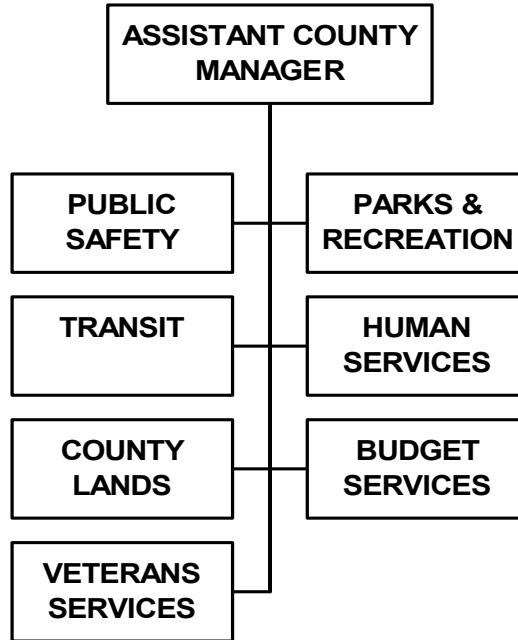 ASSISTANT COUNTY
MANAGER
PUBLIC
SAFETY
PARKS &
RECREATION
TRANSIT
HUMAN
SERVICES
COUNTY
LANDS
BUDGET
SERVICES
VETERANS
SERVICES